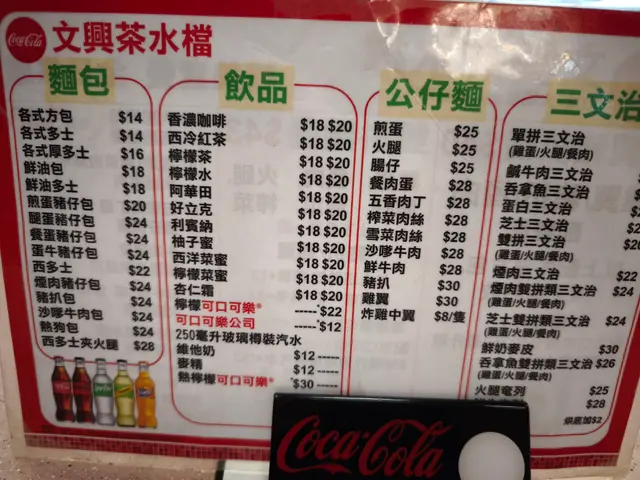 Coca-Cola 文興茶水檔
麵包
各式方包 $14
各式多士 $14
各式厚多士 $16
鮮油包 $18
鮮油多士 $18
煎蛋豬仔包 $20
腿蛋豬仔包 $24
餐蛋豬仔包 $24
蛋牛豬仔包 $24
西多士 $22
煙肉豬仔包 $24
豬扒包 $24
沙嗲牛肉包 $24
熱狗包 $24
西多士夾火腿 $28
飲品
香濃咖啡 $18 $20
西冷紅茶 $18 $20
檸檬茶 $18 $20
檸檬水 $18 $20
阿華田 $18 $20
好立克 $18 $20
利賓納 $18 $20
柚子蜜 $18 $20
西洋菜蜜 $18 $20
檸檬菜蜜 $18 $20
杏仁霜 $18 $20
檸檬可口可樂® -----$22
可口可樂公司 -----$12
250毫升玻璃樽裝汽水
維他奶 $12 -----
麥精 $12 -----
熱檸檬可口可樂® $30 -----
公仔麵
煎蛋 $25
火腿 $25
腸仔 $25
餐肉蛋 $28
五香肉丁 $28
榨菜肉絲 $28
雪菜肉絲 $28
沙嗲牛肉 $28
鮮牛肉 $28
豬扒 $30
雞翼 $30
炸雞中翼 $8/隻
三文治
單拼三文治
(雞蛋/火腿/餐肉)
鹹牛肉三文治
吞拿魚三文治
蛋白三文治
芝士三文治
雙拼三文治
(雞蛋/火腿/餐肉)
煙肉三文治 $22
煙肉雙拼類三文治 $24
(雞蛋/火腿/餐肉)
芝士雙拼類三文治 $24
(雞蛋/火腿/餐肉)
鮮奶麥皮 $30
吞拿魚雙拼類三文治 $26
(雞蛋/火腿/餐肉)
火腿奄列 $25
$28
烘底加$2
Coca-Cola